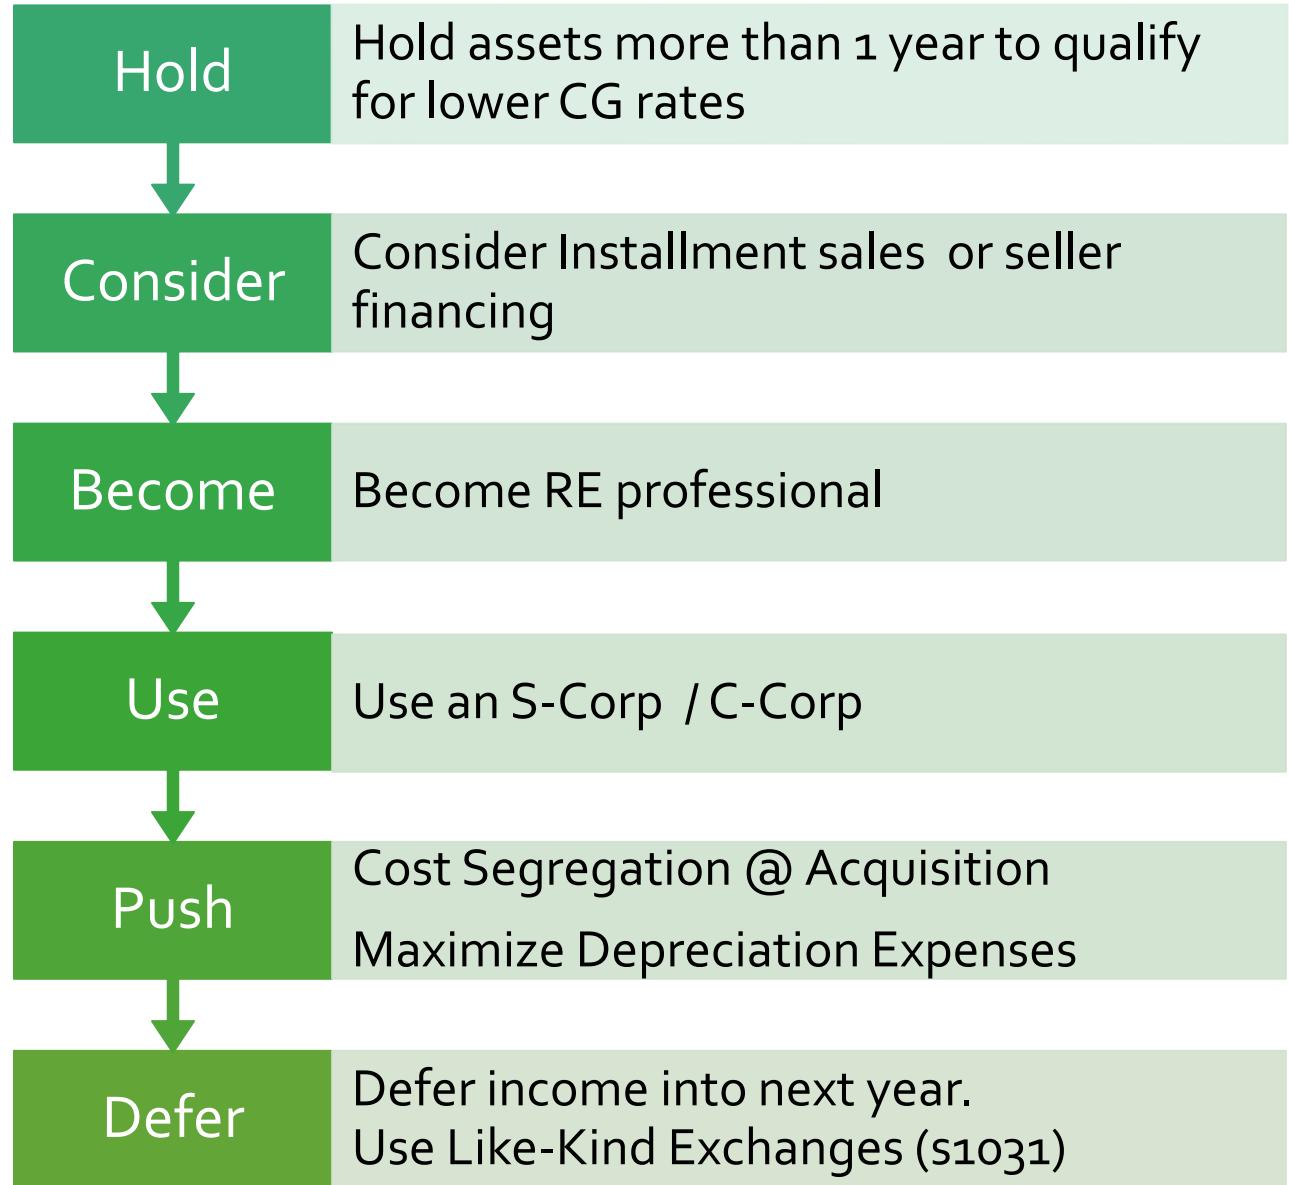 Hold
Hold assets more than 1 year to qualify
for lower CG rates
Consider
Consider Installment sales or seller
financing
Become
Become RE professional
Use
Use an S-Corp / C-Corp
Push
Cost Segregation @ Acquisition
Maximize Depreciation Expenses
Defer
Defer income into next year.
Use Like-Kind Exchanges (s1031)